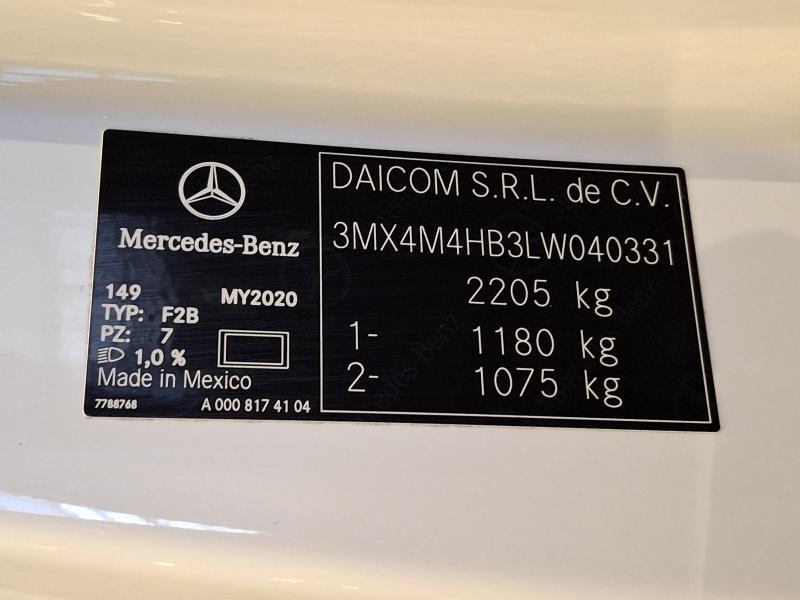 Mercedes-Benz
149 MY2020
TYP: F2B
PZ: 7
1,0 %
Made in Mexico
7788768 A 000 817 41 04
DAICOM S.R.L. de C.V.
3MX4M4HB3LW040331
2205 kg
1- 1180 kg
2- 1075 kg